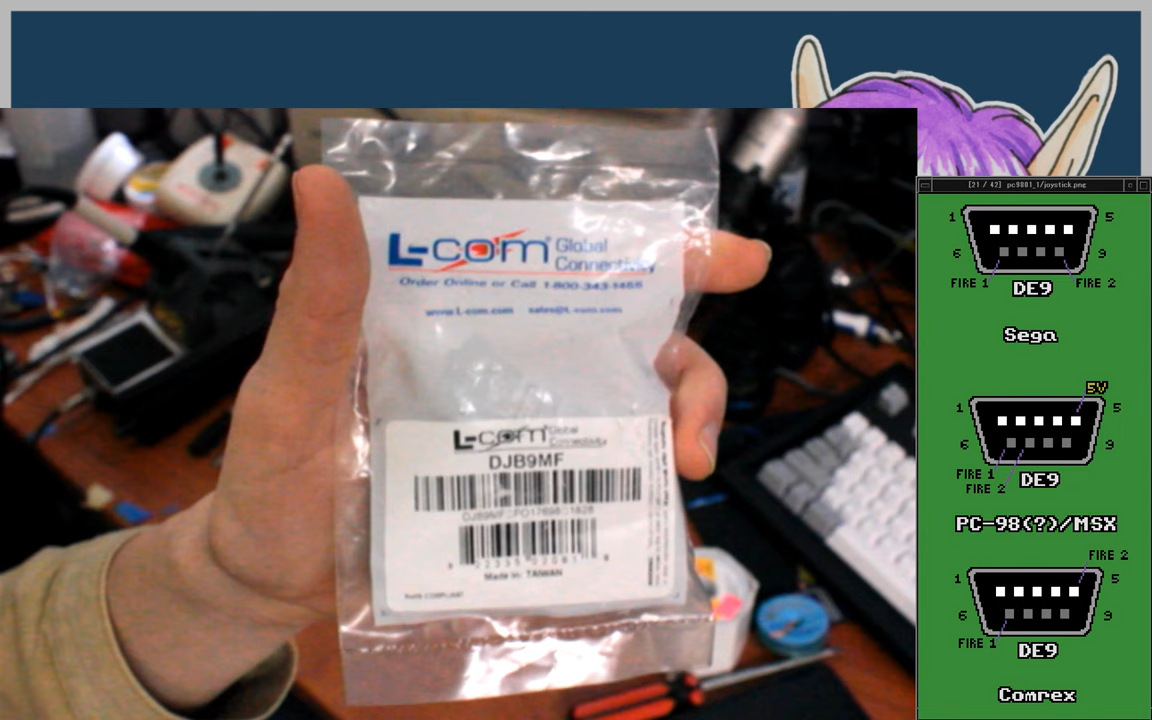 L-com® Global
Connectivity
Order Online or Call 1-800-343-1455
www.L-com.com sales@L-com.com
L-com Global
Connectivity
DJB9MF
Made in: TAIWAN
RoHS COMPLIANT
[21 / 42] pc9801_1/joystick.png
1 5
6 9
FIRE 1 FIRE 2
DE9
Sega
5V
1 5
6 9
FIRE 1
FIRE 2
DE9
PC-98(?)/MSX
FIRE 2
1 5
6 9
FIRE 1
DE9
Comrex